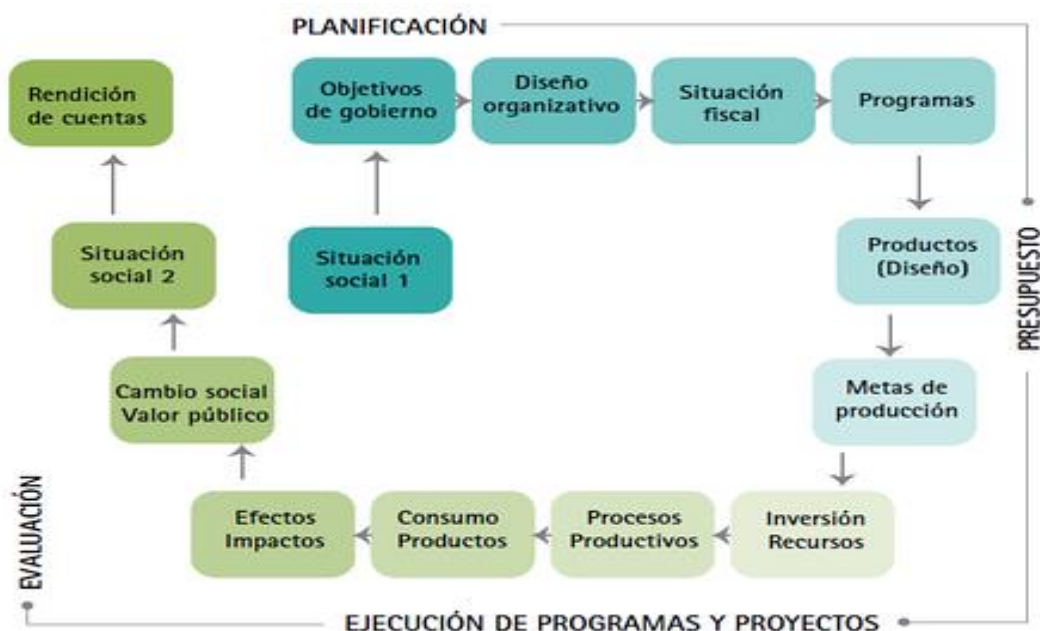 PLANIFICACIÓN
Rendición
de cuentas
Objetivos
de gobierno
Diseño
organizativo
Situación
fiscal
Programas
Situación
social 2
Situación
social 1
Productos
(Diseño)
PRESUPUESTO
Cambio social
Valor público
Metas de
producción
Efectos
Impactos
Consumo
Productos
Procesos
Productivos
Inversión
Recursos
EVALUACIÓN
EJECUCIÓN DE PROGRAMAS Y PROYECTOS